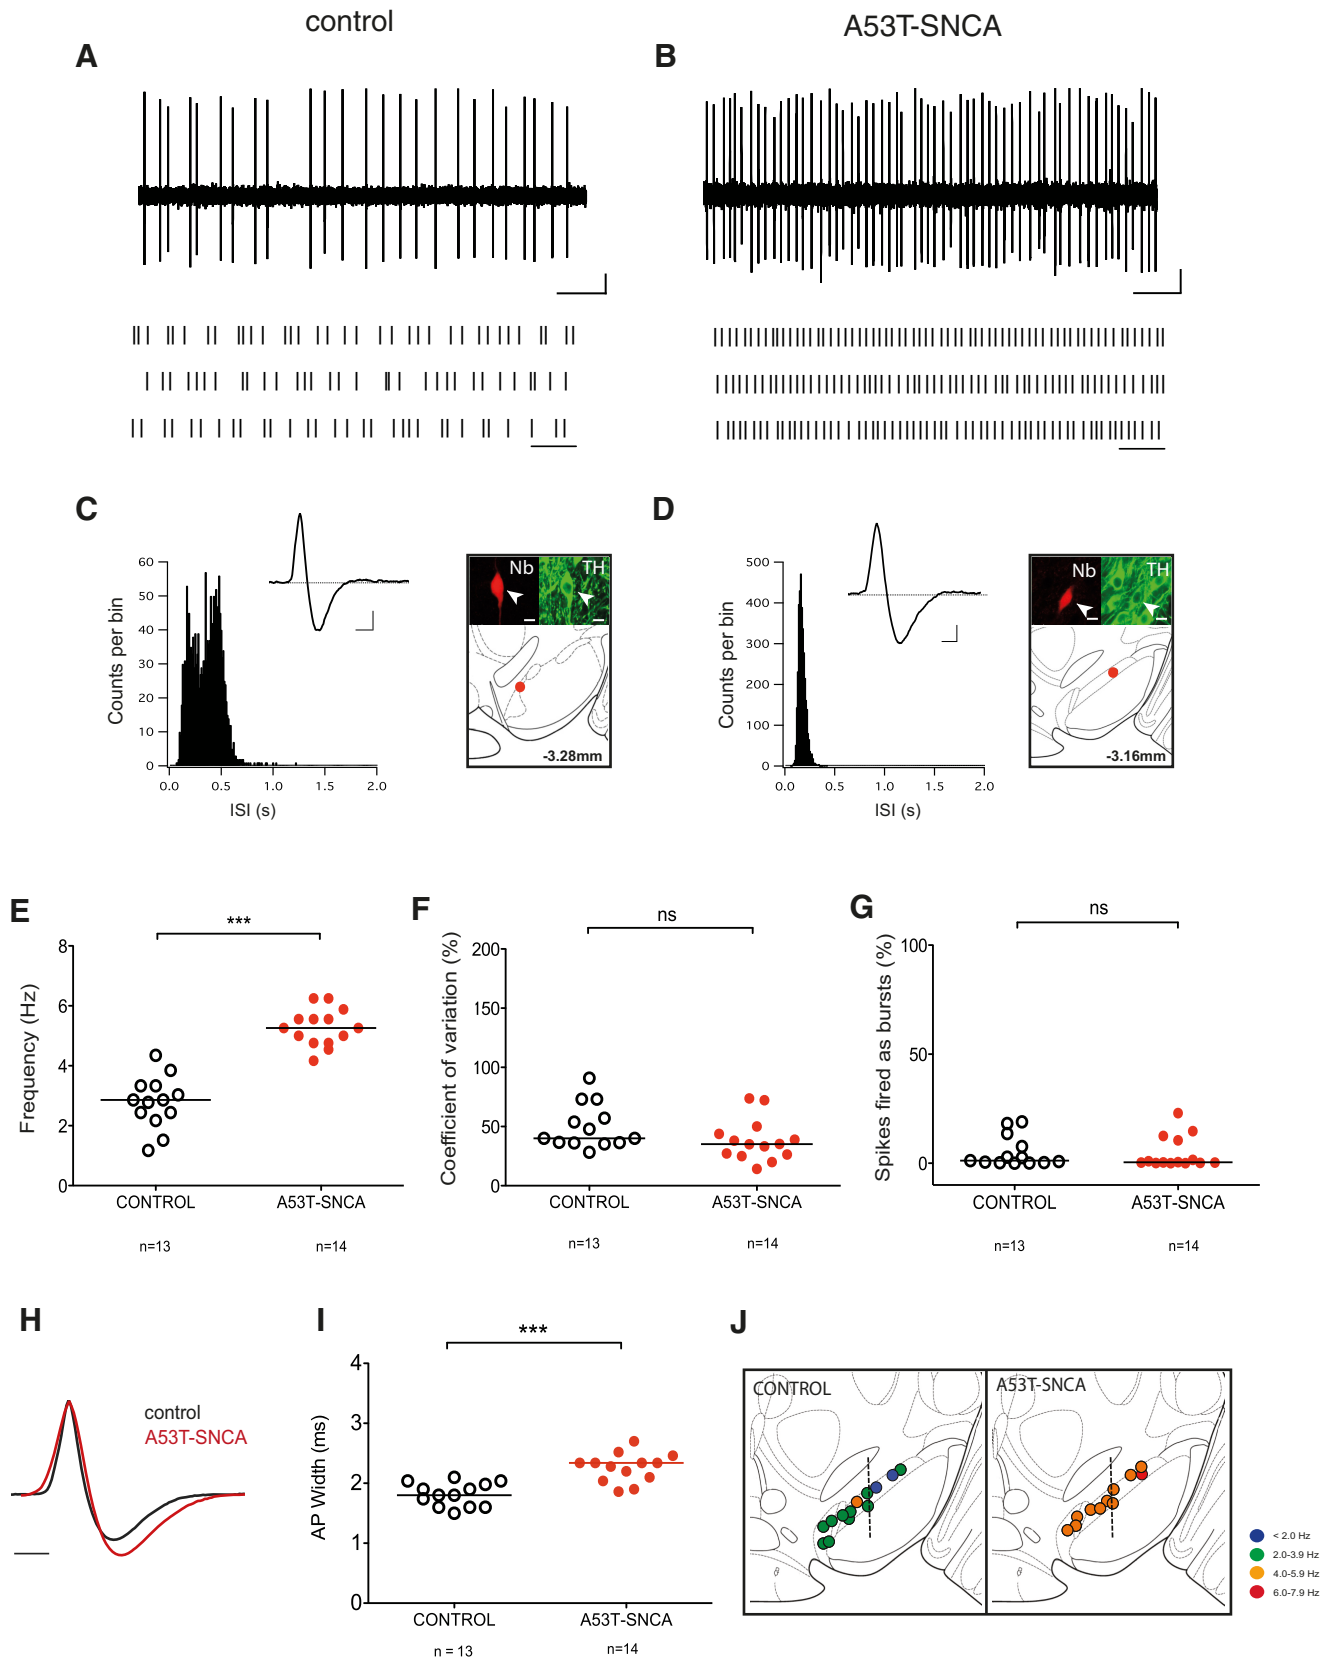 control
A53T-SNCA
A
B
C
D
60
50
40
30
20
10
0
Counts per bin
0.0 0.5 1.0 1.5 2.0
ISI (s)
Nb
TH
-3.28mm
500
400
300
200
100
0
Counts per bin
0.0 0.5 1.0 1.5 2.0
ISI (s)
Nb
TH
-3.16mm
E
***
8
6
4
2
0
Frequency (Hz)
CONTROL
A53T-SNCA
n=13
n=14
F
ns
200
150
100
50
0
Coefficient of variation (%)
CONTROL
A53T-SNCA
n=13
n=14
G
ns
100
50
0
Spikes fired as bursts (%)
CONTROL
A53T-SNCA
n=13
n=14
H
control
A53T-SNCA
I
***
4
3
2
1
0
AP Width (ms)
CONTROL
A53T-SNCA
n = 13
n=14
J
CONTROL
A53T-SNCA
< 2.0 Hz
2.0-3.9 Hz
4.0-5.9 Hz
6.0-7.9 Hz